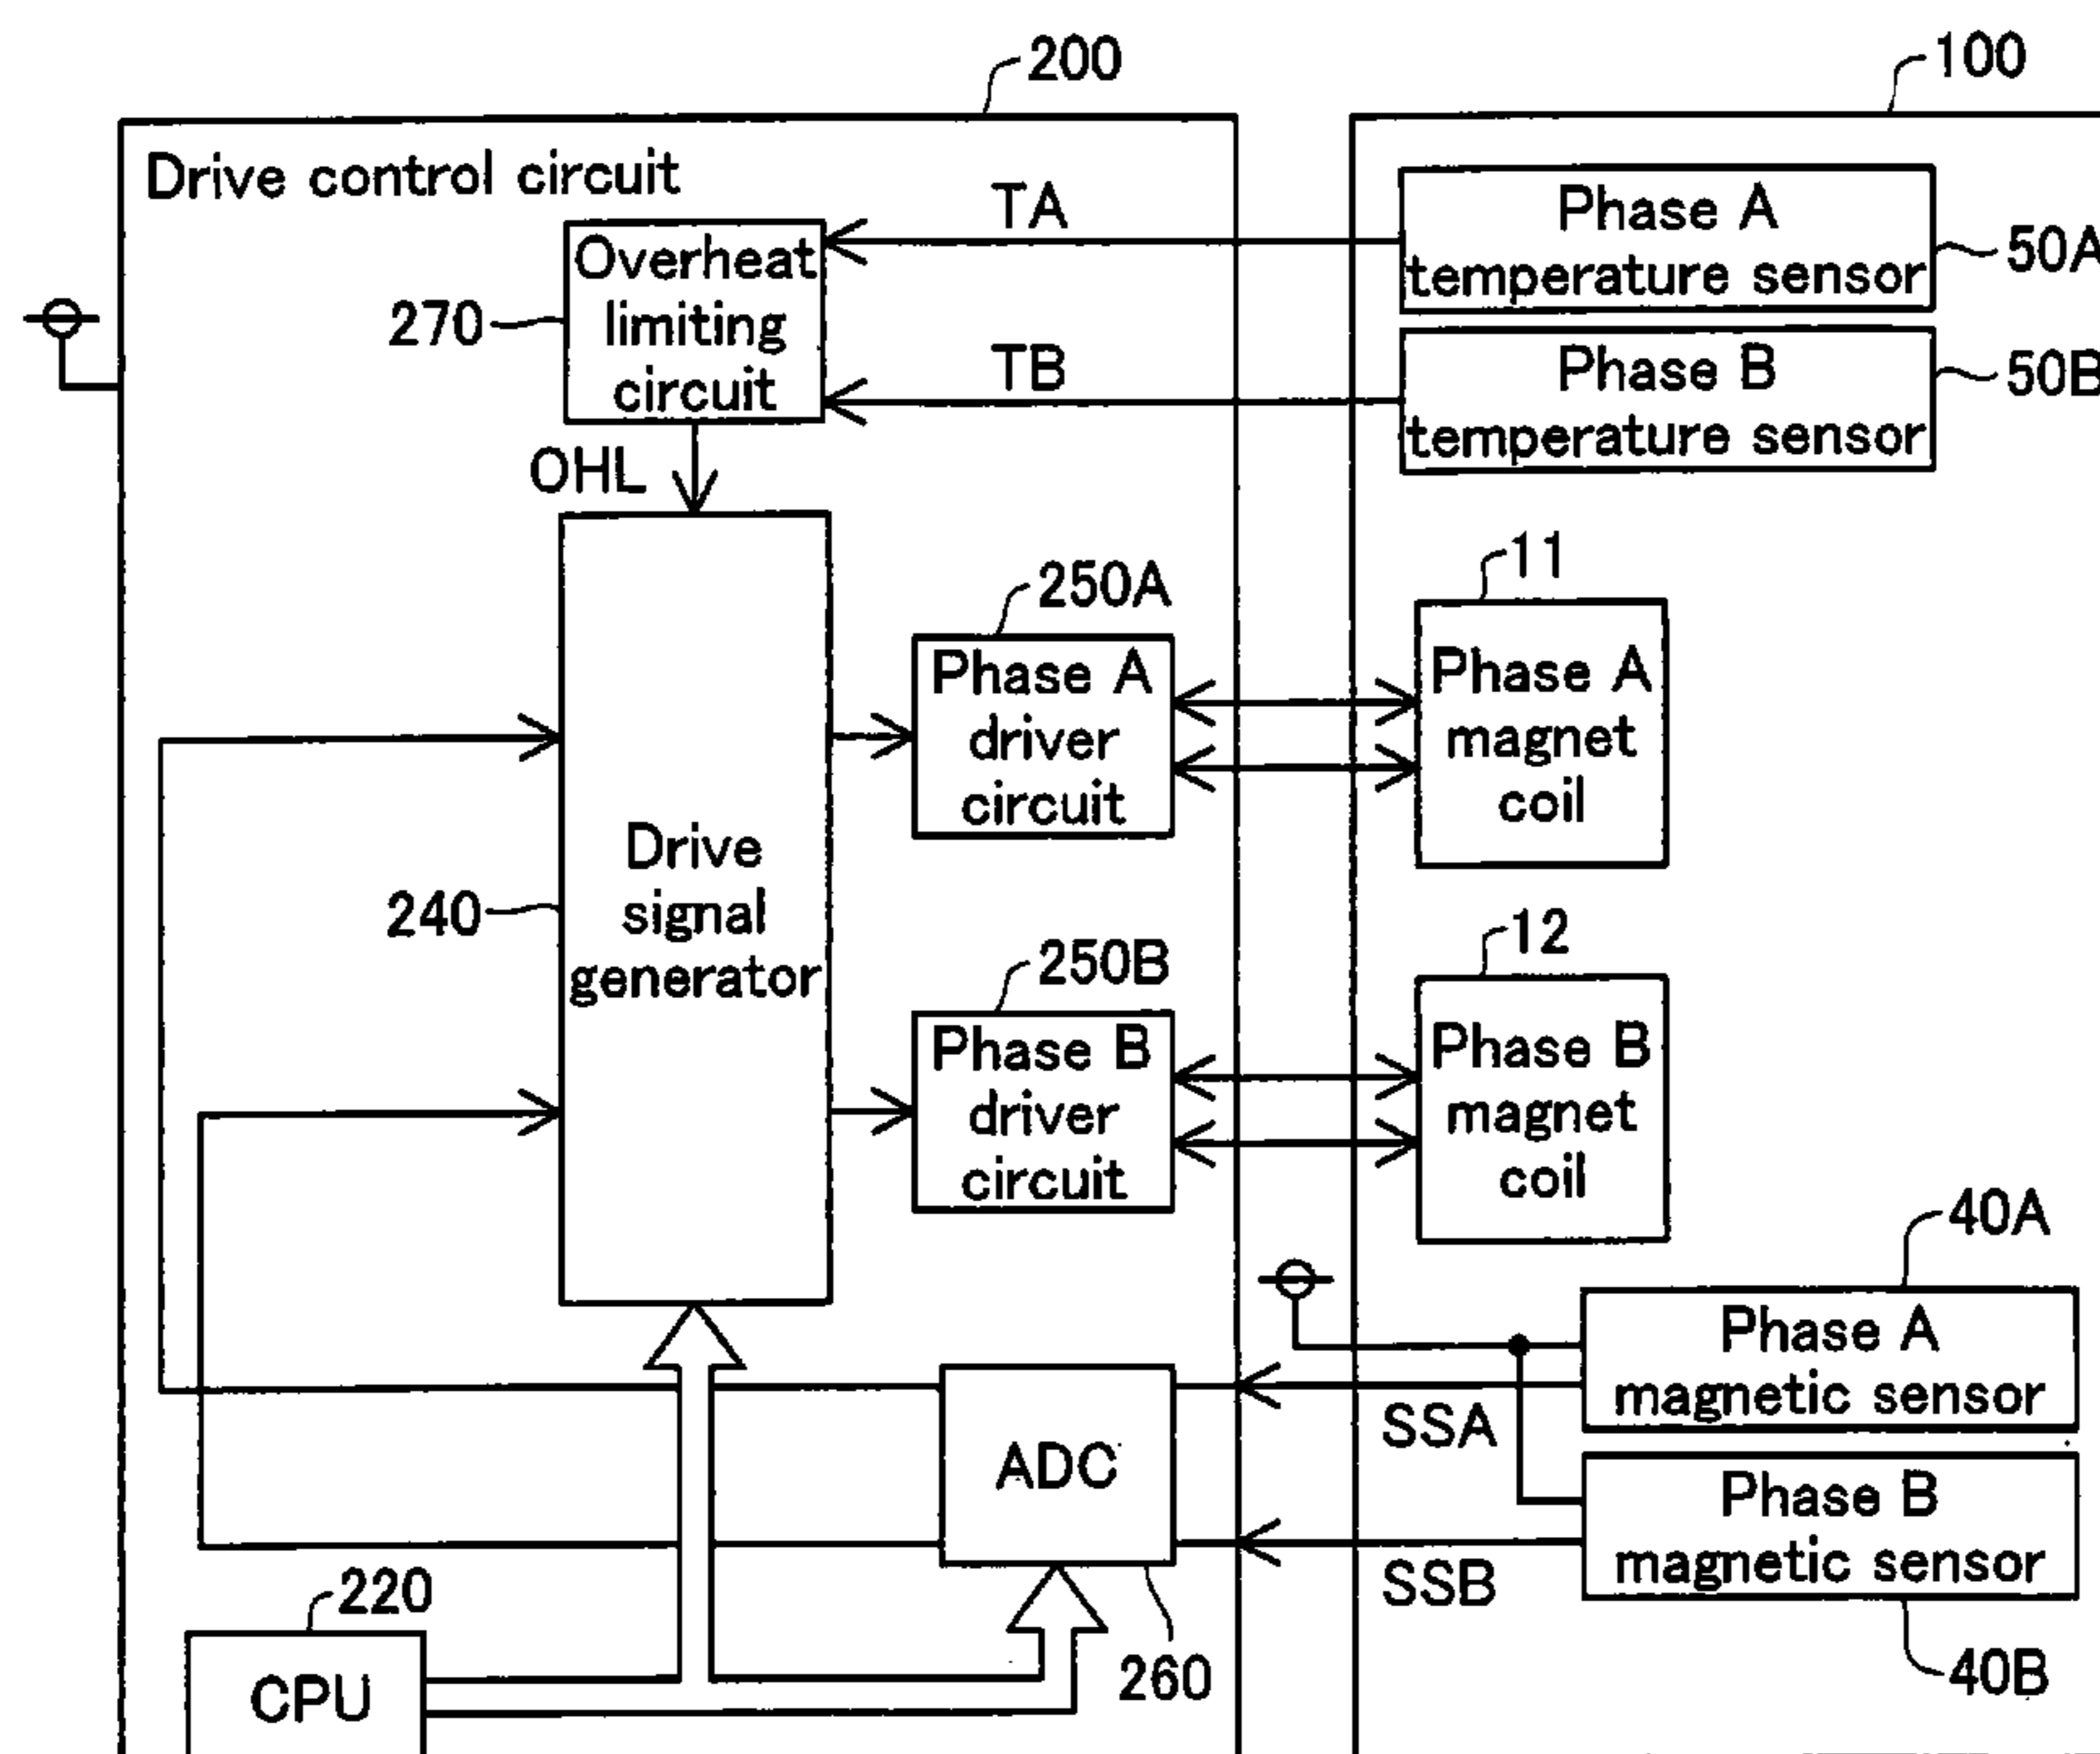 200
100
Drive control circuit
TA
Phase A
temperature sensor
50A
Overheat
limiting
circuit
270
TB
Phase B
temperature sensor
50B
OHL
11
250A
Phase A
driver
circuit
Phase A
magnet
coil
Drive
signal
generator
240
12
250B
Phase B
driver
circuit
Phase B
magnet
coil
40A
Phase A
magnetic sensor
SSA
ADC
Phase B
magnetic sensor
SSB
220
CPU
260
40B